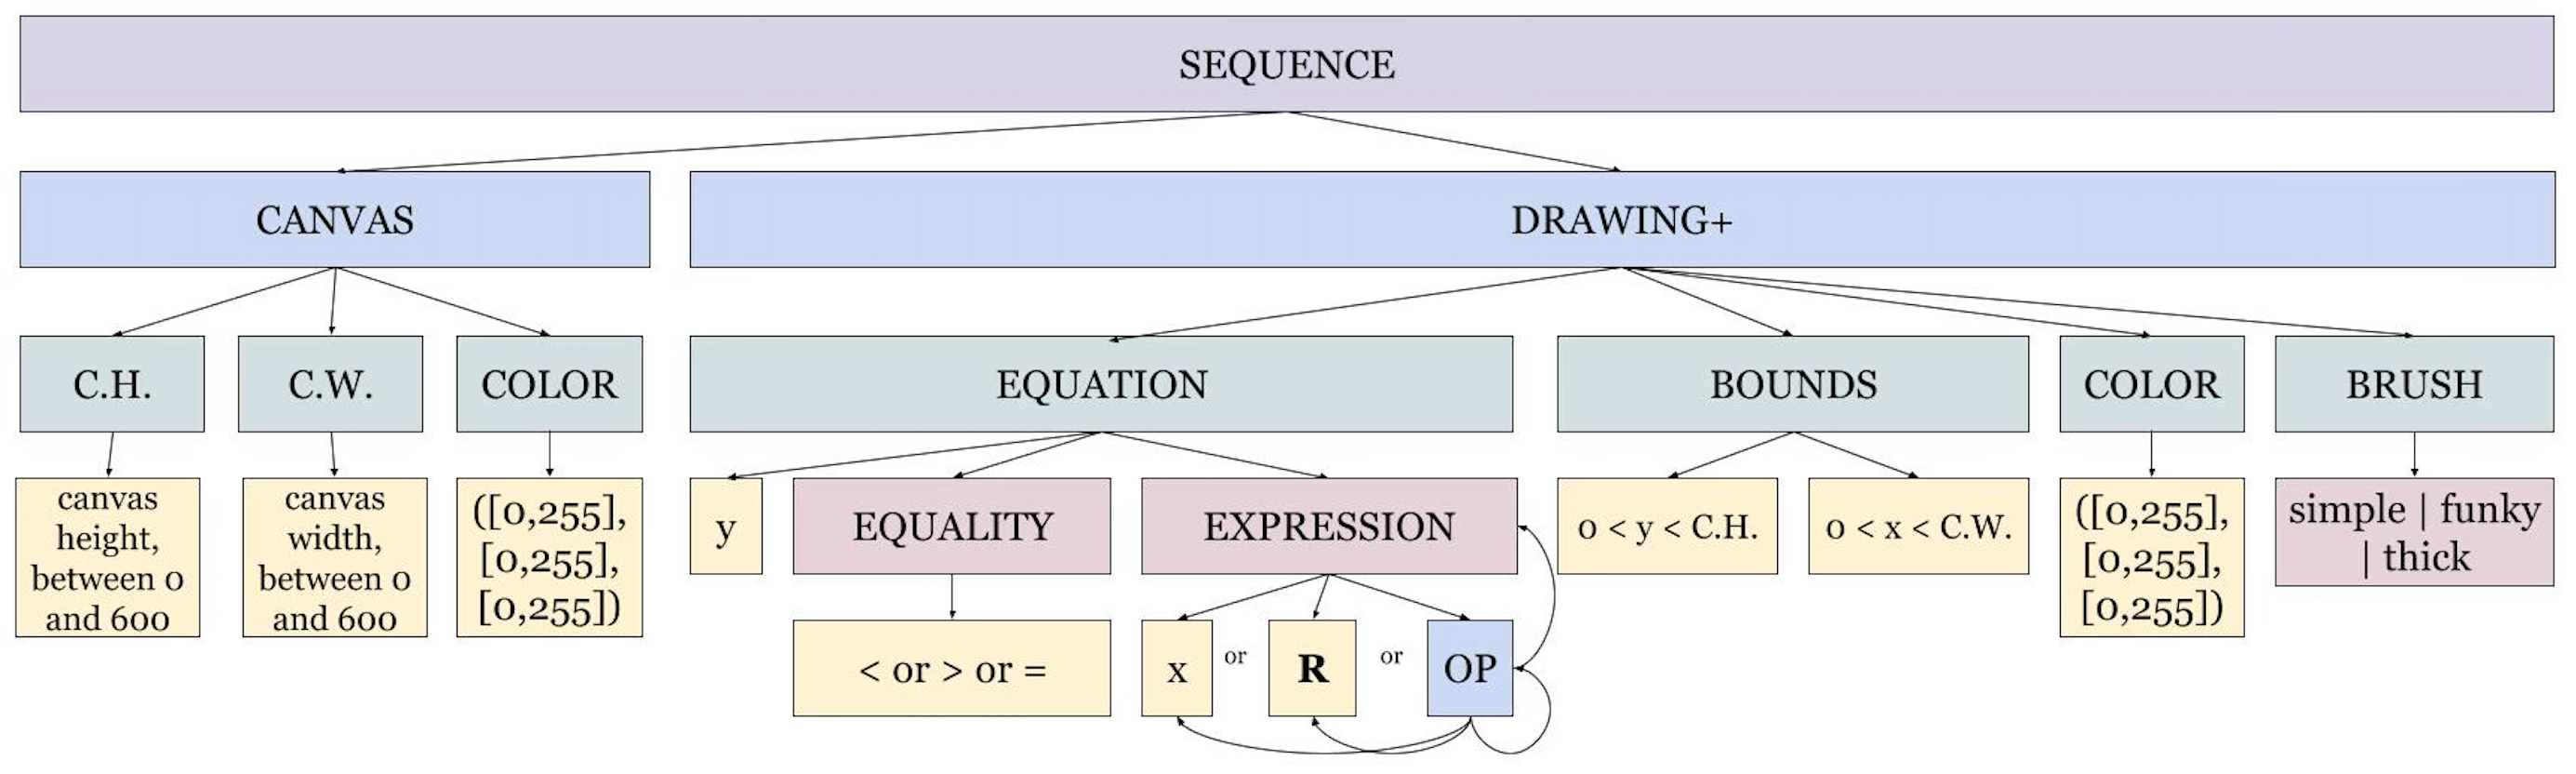 SEQUENCE
CANVAS
DRAWING+
C.H.
C.W.
COLOR
EQUATION
BOUNDS
COLOR
BRUSH
canvas
height,
between 0
and 600
canvas
width,
between 0
and 600
([0,255],
[0,255],
[0,255])
y
EQUALITY
EXPRESSION
0 < y < C.H.
0 < x < C.W.
([0,255],
[0,255],
[0,255])
simple | funky
| thick
< or > or =
x
or
R
or
OP